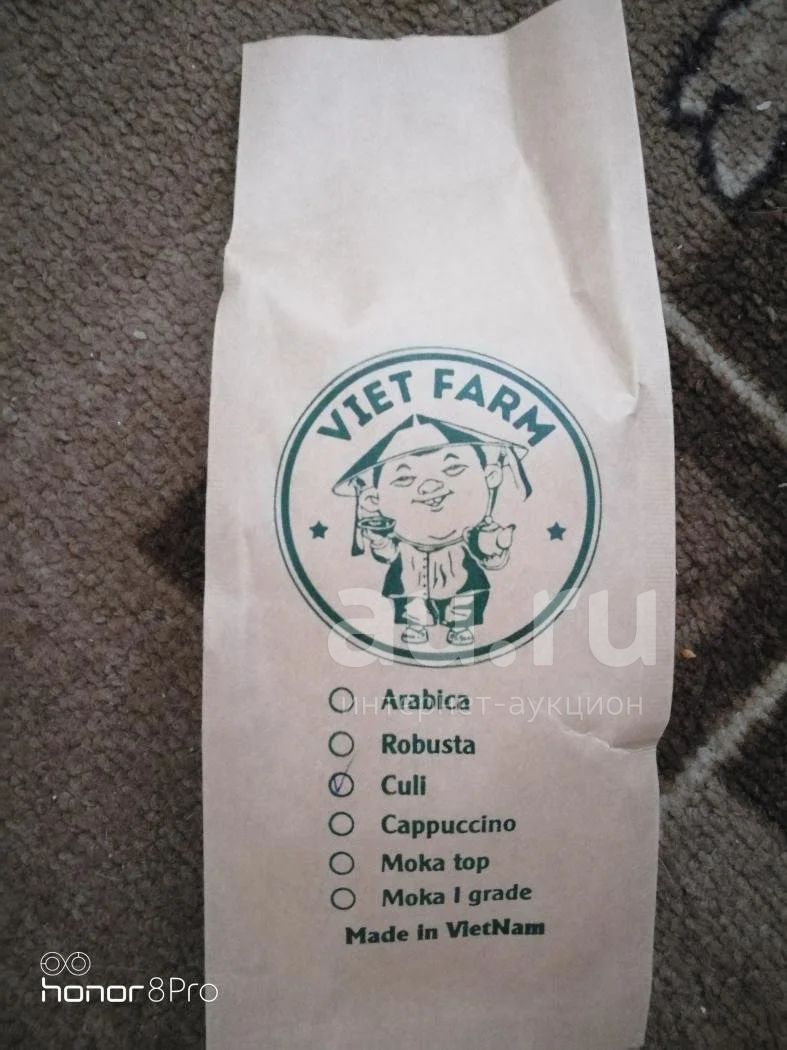 VIET FARM
au.ru
интернет-аукцион
Arabica
Robusta
Culi
Cappuccino
Moka top
Moka I grade
Made in VietNam
honor 8Pro